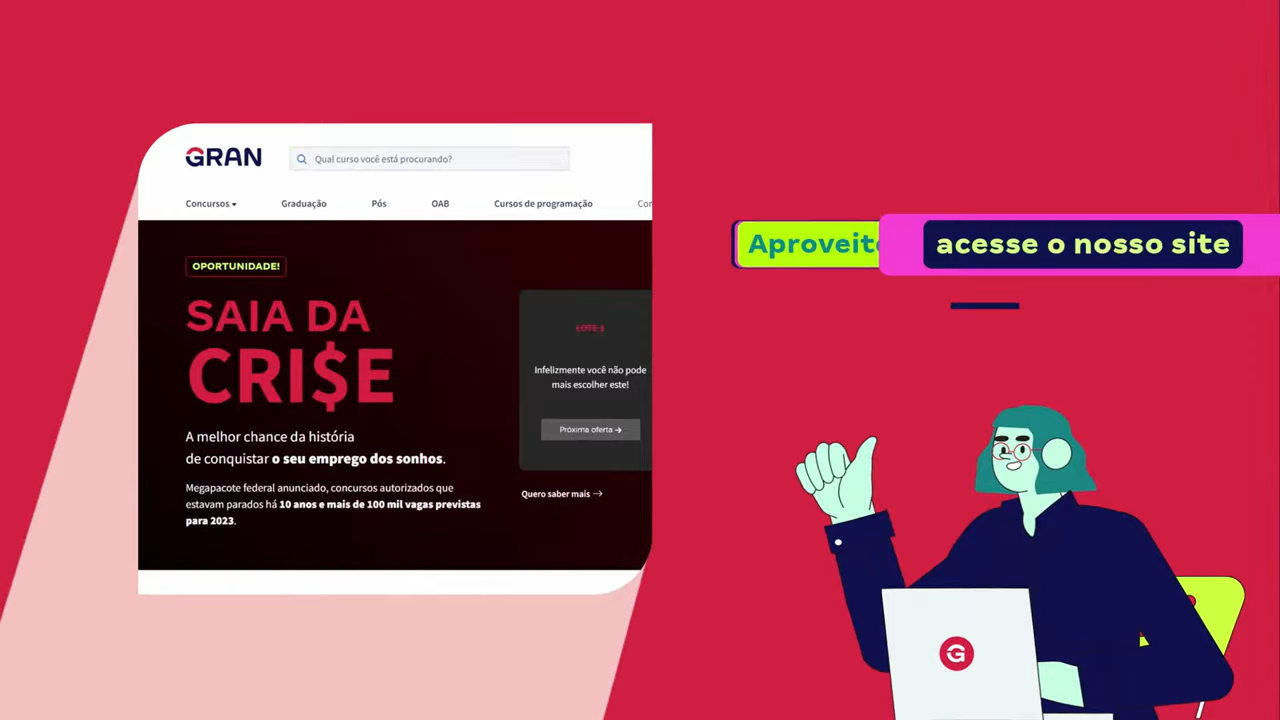 GRAN
Qual curso você está procurando?
Concursos
Graduação
Pós
OAB
Cursos de programação
OPORTUNIDADE!
SAIA DA
CRI$E
A melhor chance da história
de conquistar o seu emprego dos sonhos.
Megapacote federal anunciado, concursos autorizados que
estavam parados há 10 anos e mais de 100 mil vagas previstas
para 2023.
Infelizmente você não pode
mais escolher este!
Próxima oferta →
Quero saber mais →
acesse o nosso site
G